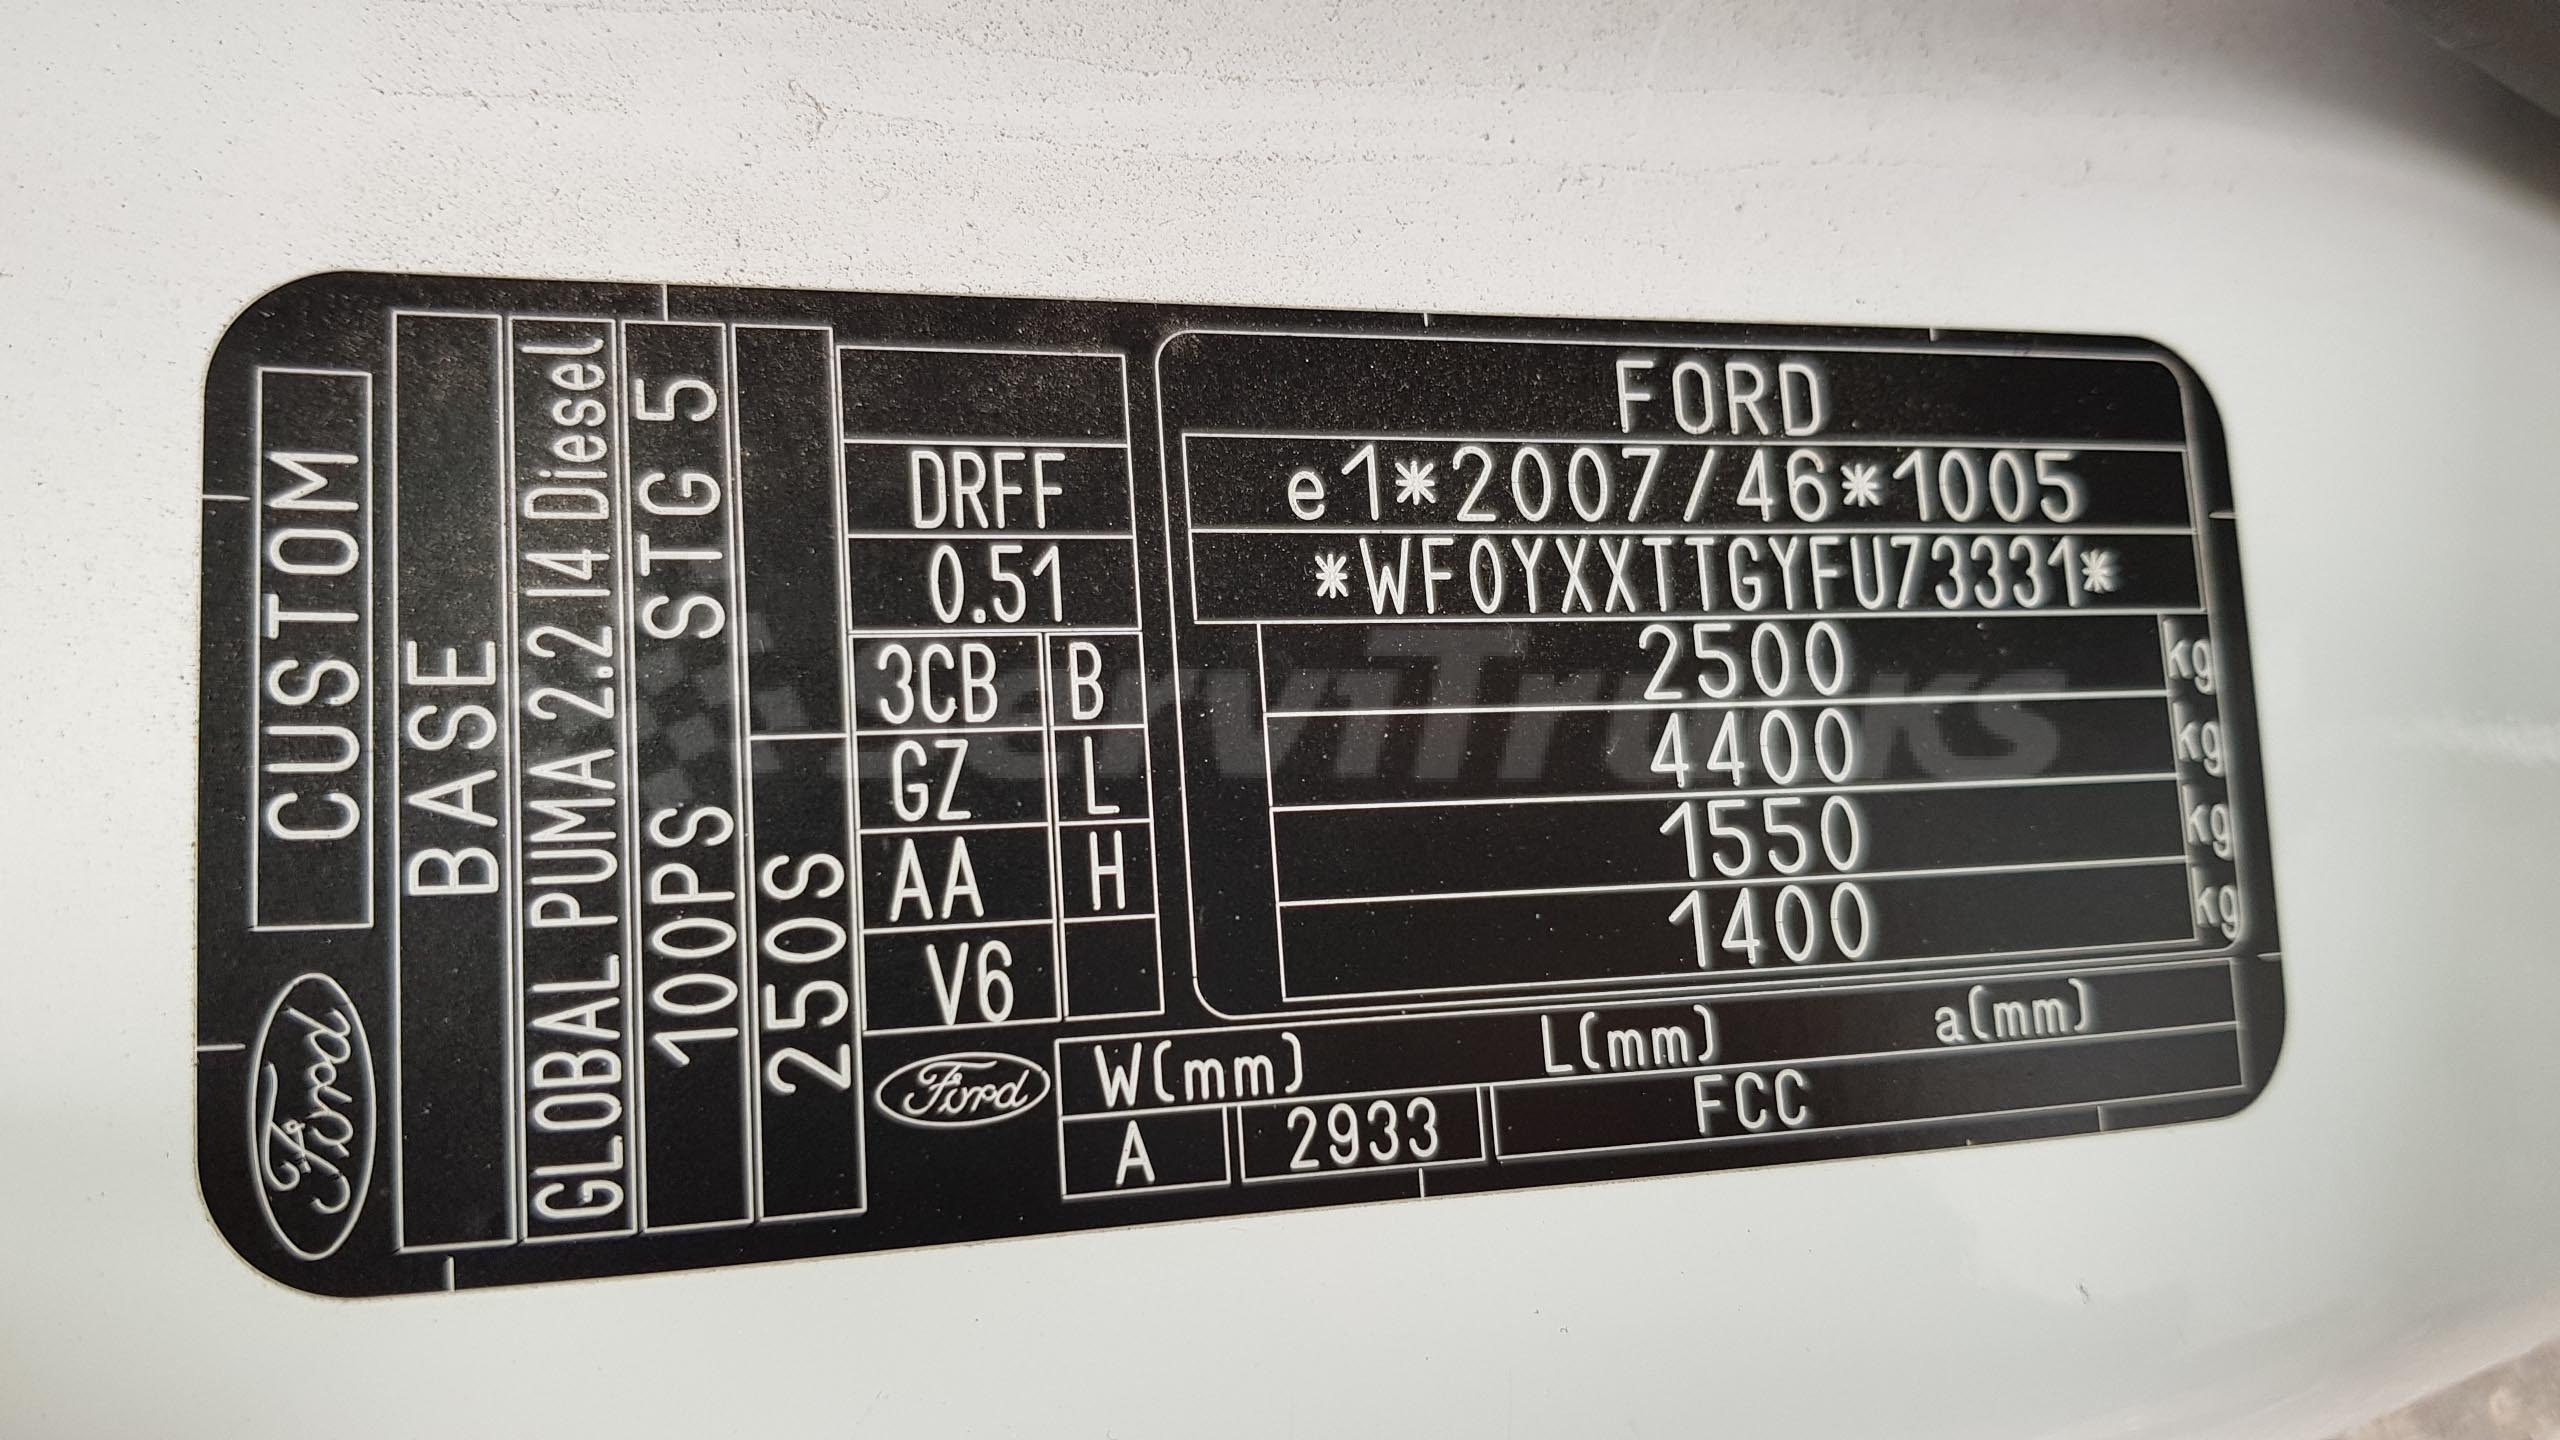 Ford
CUSTOM
BASE
GLOBAL PUMA 2.2 I4 Diesel
100PS STG 5
250S
DRFF
0.51
3CB B
GZ L
AA H
V6
FORD
e1*2007/46*1005
*WF0YXXTTGYFU73331*
2500 kg
4400 kg
1550 kg
1400 kg
Ford
W(mm) L(mm) a(mm)
A 2933 FCC
ServiTrucks